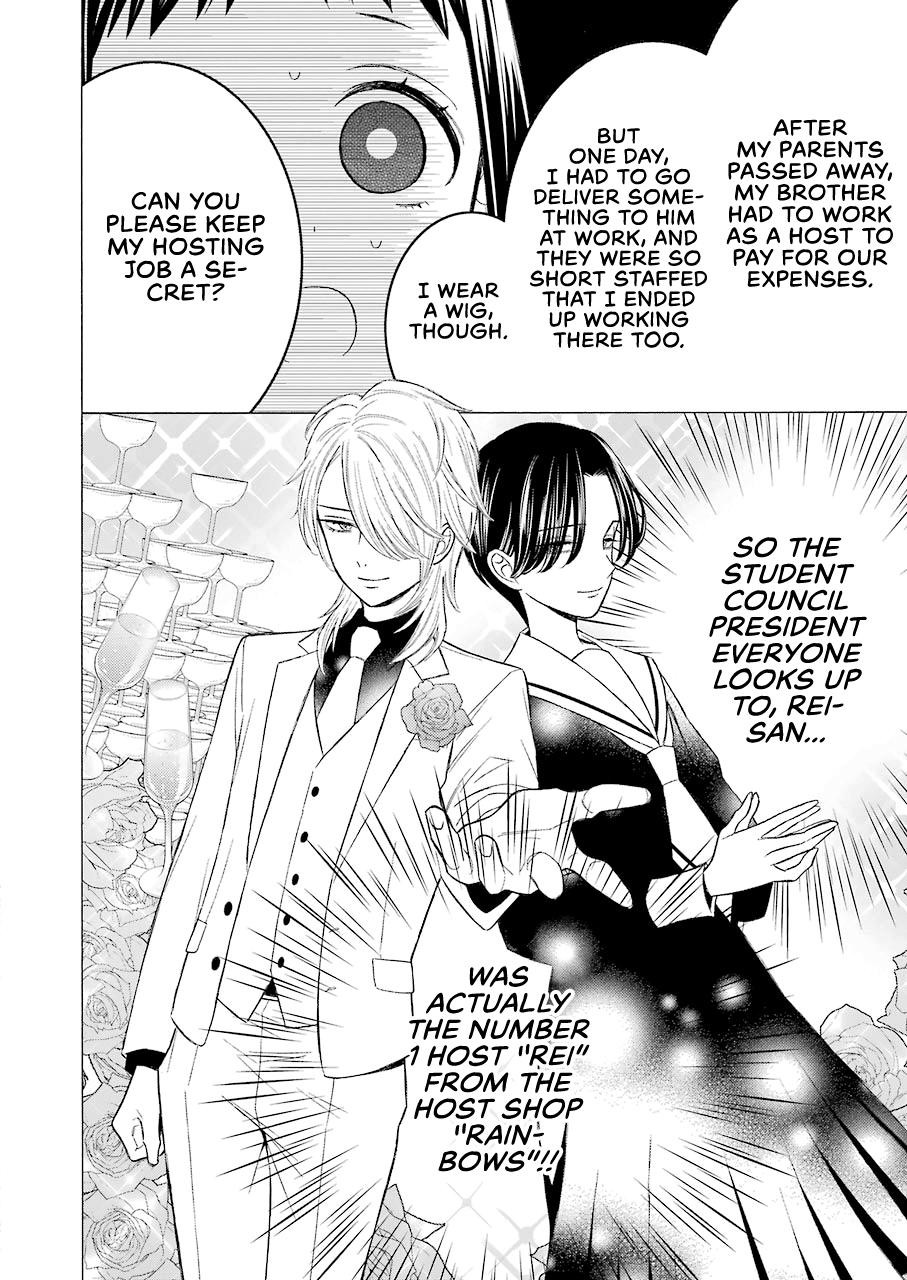 AFTER
MY PARENTS
PASSED AWAY,
MY BROTHER
HAD TO WORK
AS A HOST TO
PAY FOR OUR
EXPENSES.
BUT
ONE DAY,
I HAD TO GO
DELIVER SOME-
THING TO HIM
AT WORK, AND
THEY WERE SO
SHORT STAFFED
THAT I ENDED
UP WORKING
THERE TOO.
I WEAR
A WIG,
THOUGH.
CAN YOU
PLEASE KEEP
MY HOSTING
JOB A SE-
CRET?
SO THE
STUDENT
COUNCIL
PRESIDENT
EVERYONE
LOOKS UP
TO, REI-
SAN...
WAS
ACTUALLY
THE NUMBER
1 HOST "REI"
FROM THE
HOST SHOP
"RAIN-
BOWS"!!